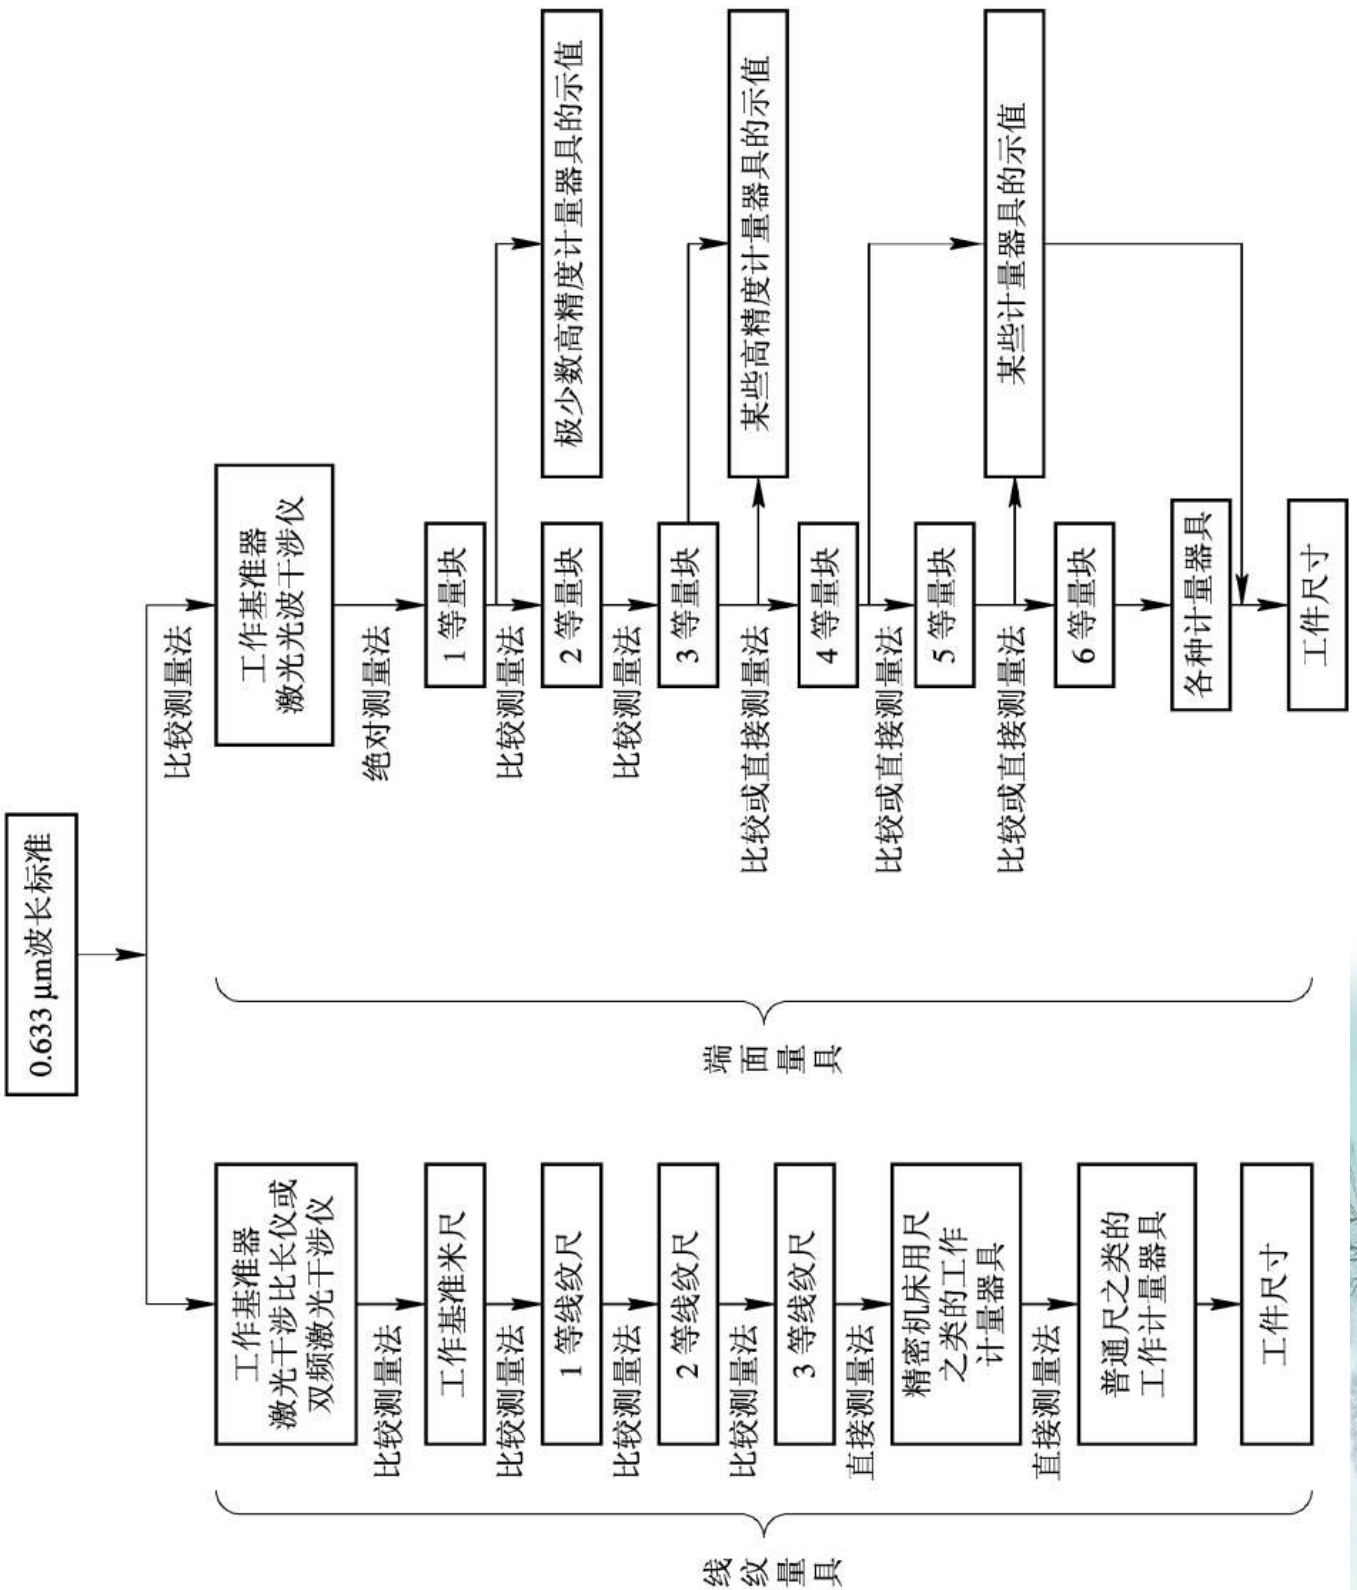 0.633 μm波长标准
线纹量具
工作基准器
激光干涉比长仪或
双频激光干涉仪
比较测量法
工作基准米尺
比较测量法
1 等线纹尺
比较测量法
2 等线纹尺
比较测量法
3 等线纹尺
直接测量法
精密机床用尺
之类的工作
计量器具
直接测量法
普通尺之类的
工作计量器具
工件尺寸
端面量具
比较测量法
工作基准器
激光光波干涉仪
绝对测量法
1 等量块
比较测量法
极少数高精度计量器具的示值
2 等量块
比较测量法
3 等量块
比较或直接测量法
某些高精度计量器具的示值
4 等量块
比较或直接测量法
5 等量块
比较或直接测量法
某些计量器具的示值
6 等量块
各种计量器具
工件尺寸